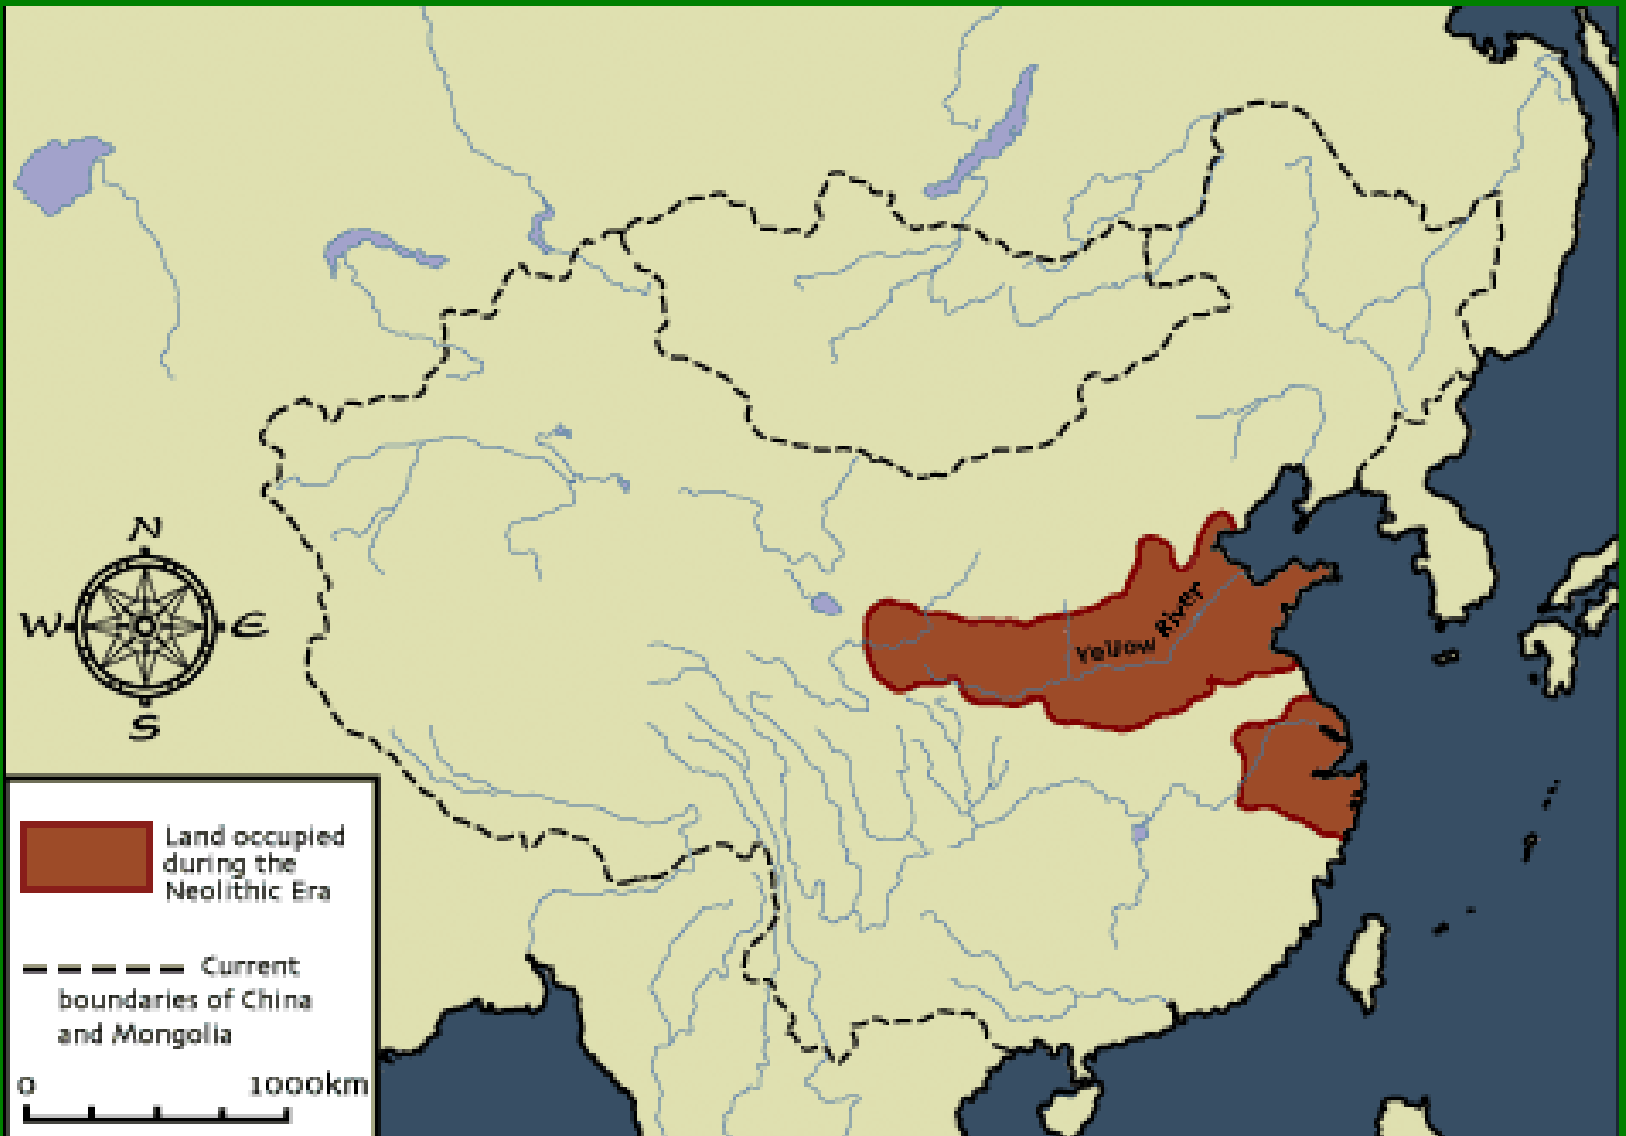 N
W
E
S
Yellow River
Land occupied
during the
Neolithic Era
Current
boundaries of China
and Mongolia
0 1000km